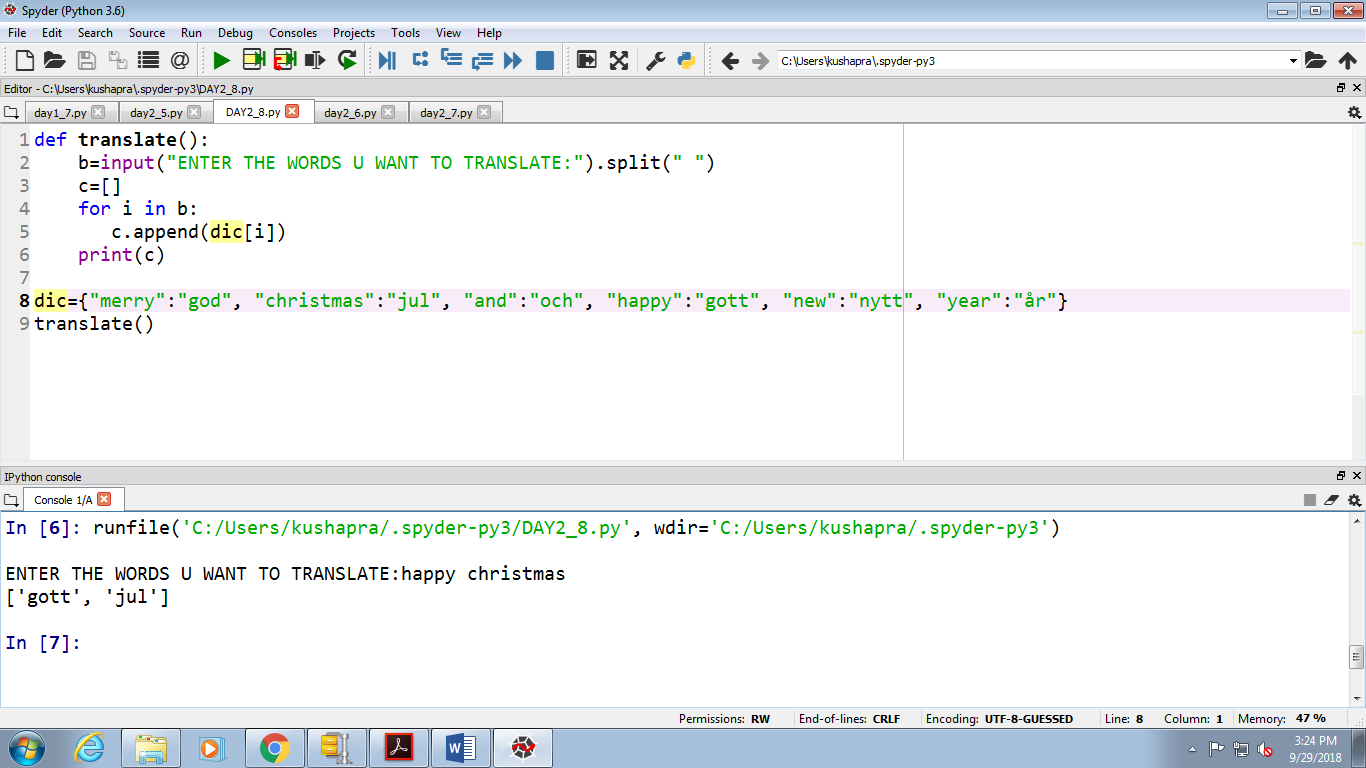 Spyder (Python 3.6)
File Edit Search Source Run Debug Consoles Projects Tools View Help
C:\Users\kushapra\.spyder-py3
Editor - C:\Users\kushapra\.spyder-py3\DAY2_8.py
day1_7.py day2_5.py DAY2_8.py day2_6.py day2_7.py
1 def translate():
2     b=input("ENTER THE WORDS U WANT TO TRANSLATE:").split(" ")
3     c=[]
4     for i in b:
5        c.append(dic[i])
6     print(c)
7
8 dic={"merry":"god", "christmas":"jul", "and":"och", "happy":"gott", "new":"nytt", "year":"år"}
9 translate()
IPython console
Console 1/A
In [6]: runfile('C:/Users/kushapra/.spyder-py3/DAY2_8.py', wdir='C:/Users/kushapra/.spyder-py3')
ENTER THE WORDS U WANT TO TRANSLATE:happy christmas
['gott', 'jul']
In [7]:
Permissions: RW End-of-lines: CRLF Encoding: UTF-8-GUESSED Line: 8 Column: 1 Memory: 47 %
3:24 PM
9/29/2018